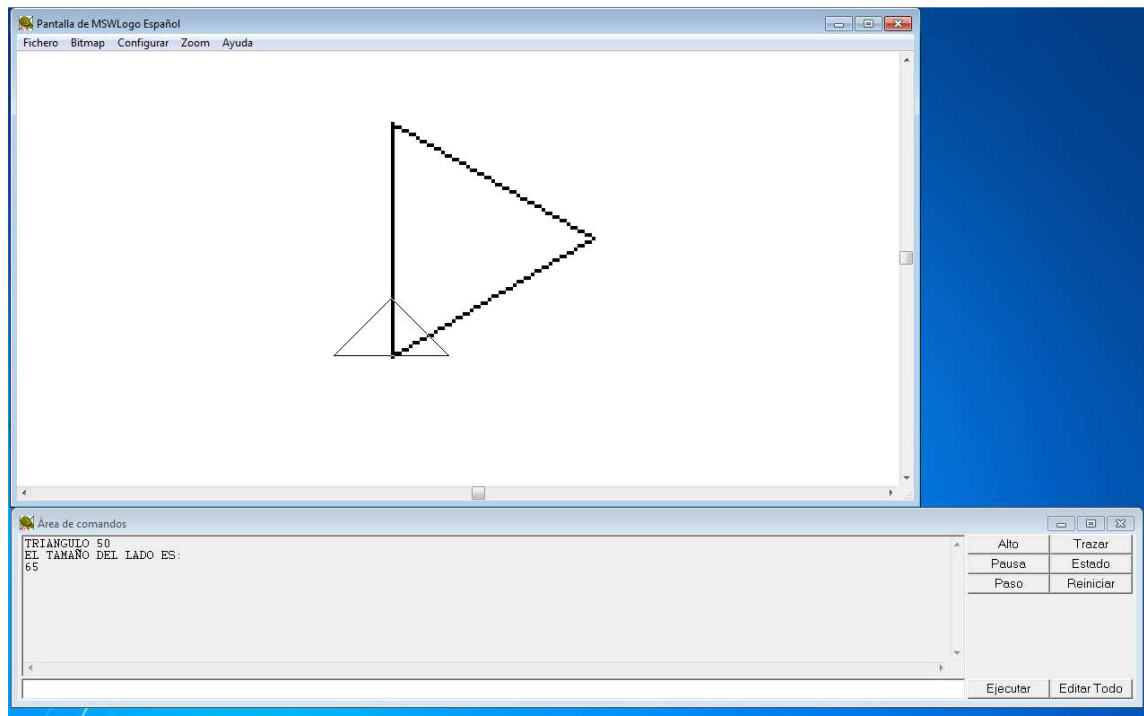 Pantalla de MSWLogo Español
Fichero Bitmap Configurar Zoom Ayuda
Área de comandos
TRIANGULO 50
EL TAMAÑO DEL LADO ES:
65
Alto Trazar
Pausa Estado
Paso Reiniciar
Ejecutar Editar Todo